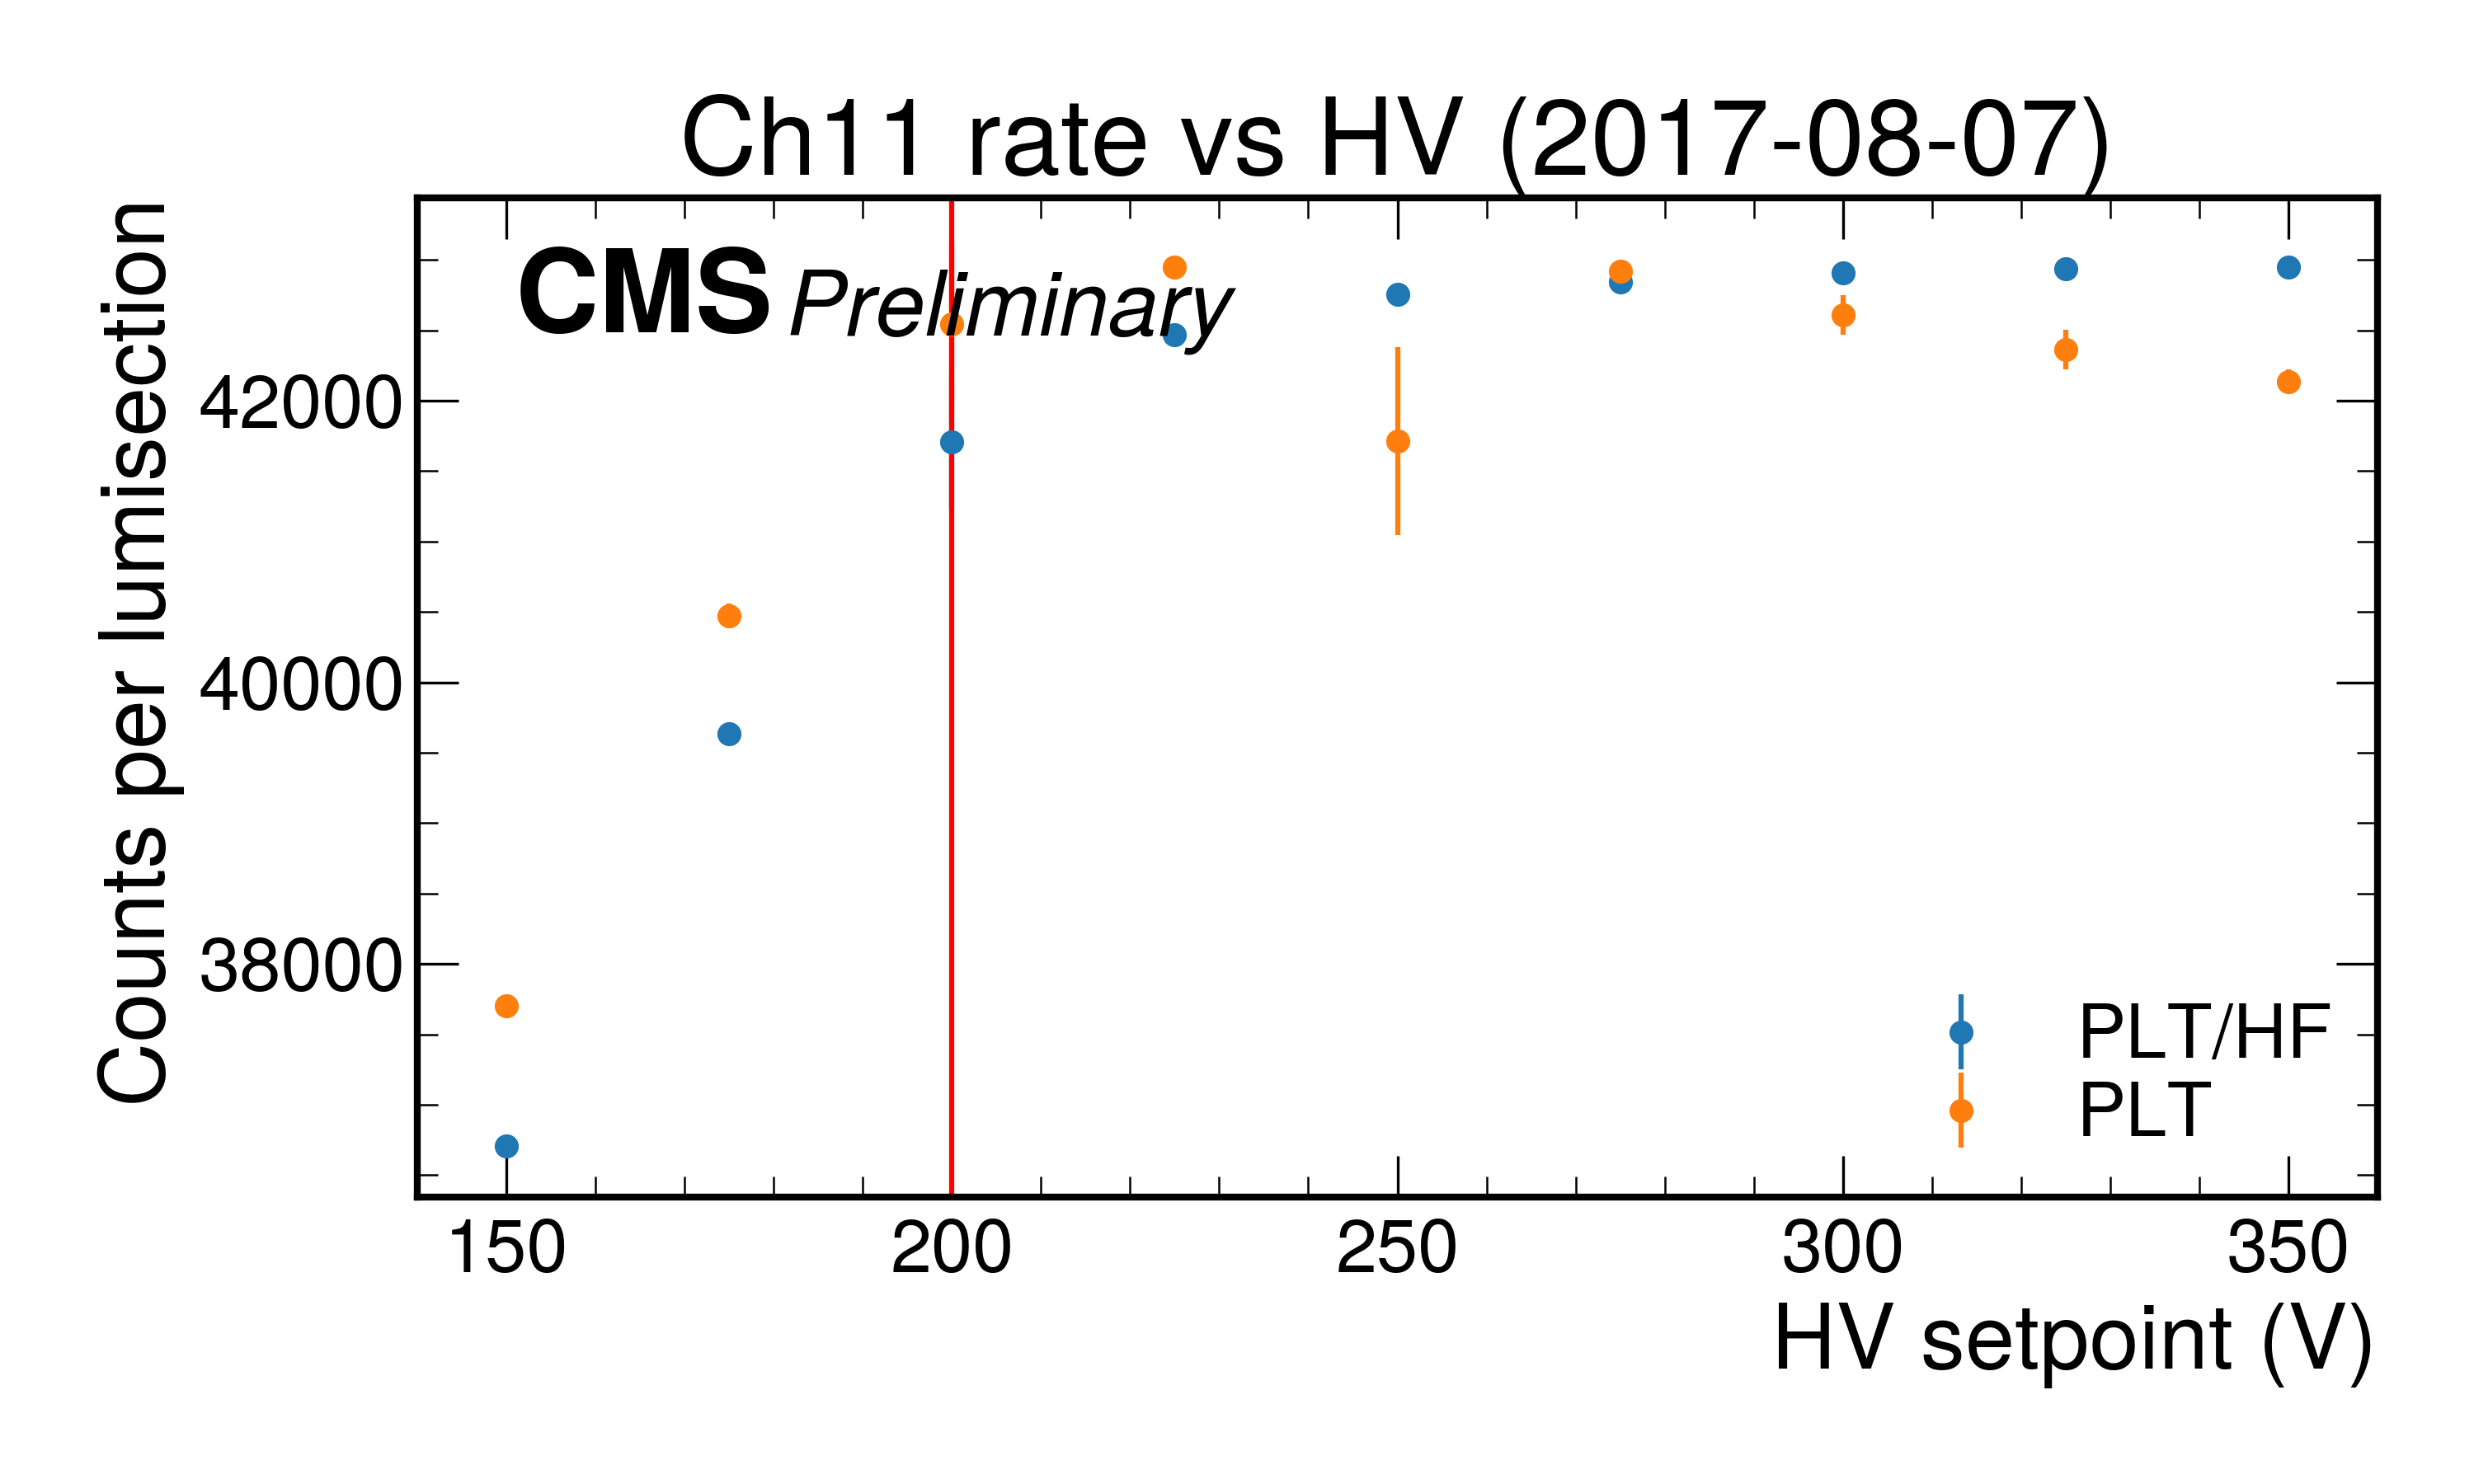 Ch11 rate vs HV (2017-08-07)
CMS Preliminary
Counts per lumisection
42000
40000
38000
PLT/HF
PLT
150 200 250 300 350
HV setpoint (V)